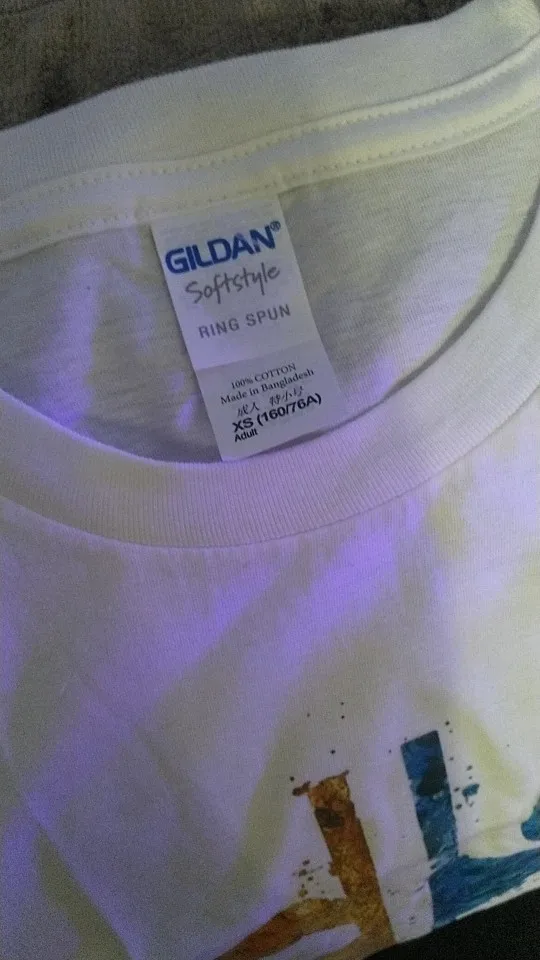 GILDAN®
Softstyle
RING SPUN
100% COTTON
Made in Bangladesh
成人 特小号
XS (160/76A)
Adult